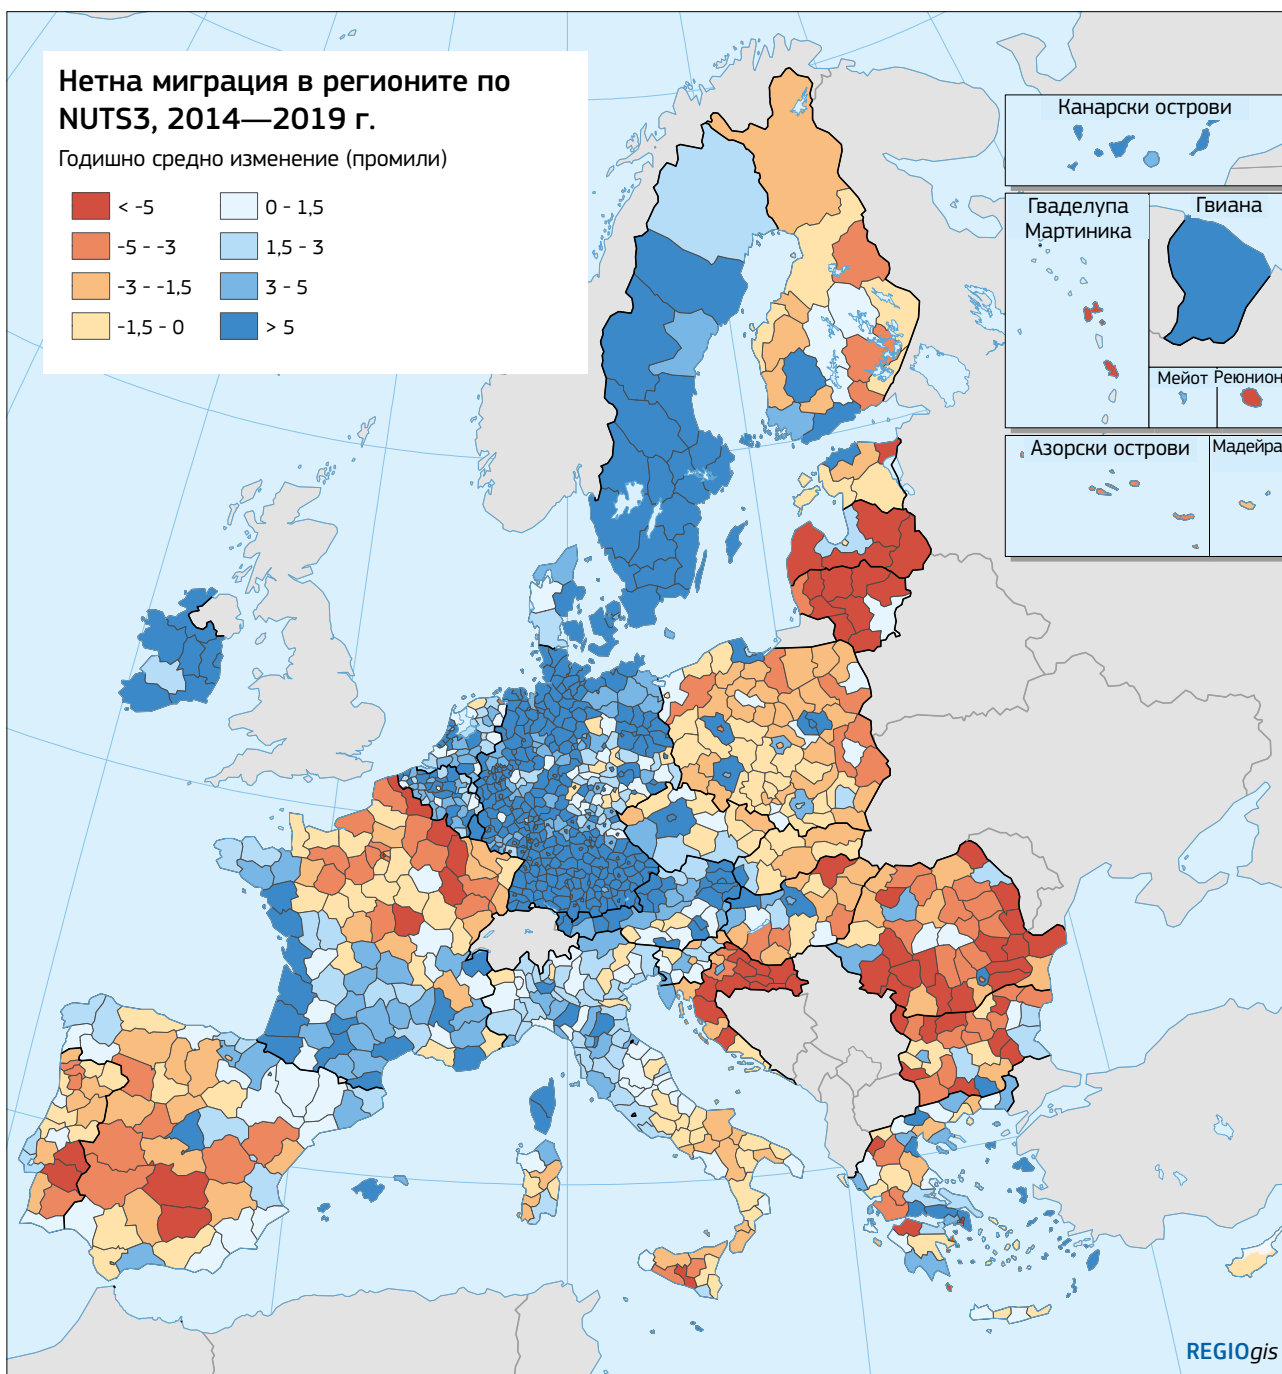 Нетна миграция в регионите по
NUTS3, 2014—2019 г.
Годишно средно изменение (промили)
< -5
-5 - -3
-3 - -1,5
-1,5 - 0
0 - 1,5
1,5 - 3
3 - 5
> 5
Канарски острови
Гваделупа
Мартиника
Гвиана
Мейот
Реюнион
Азорски острови
Мадейра
REGIOgis